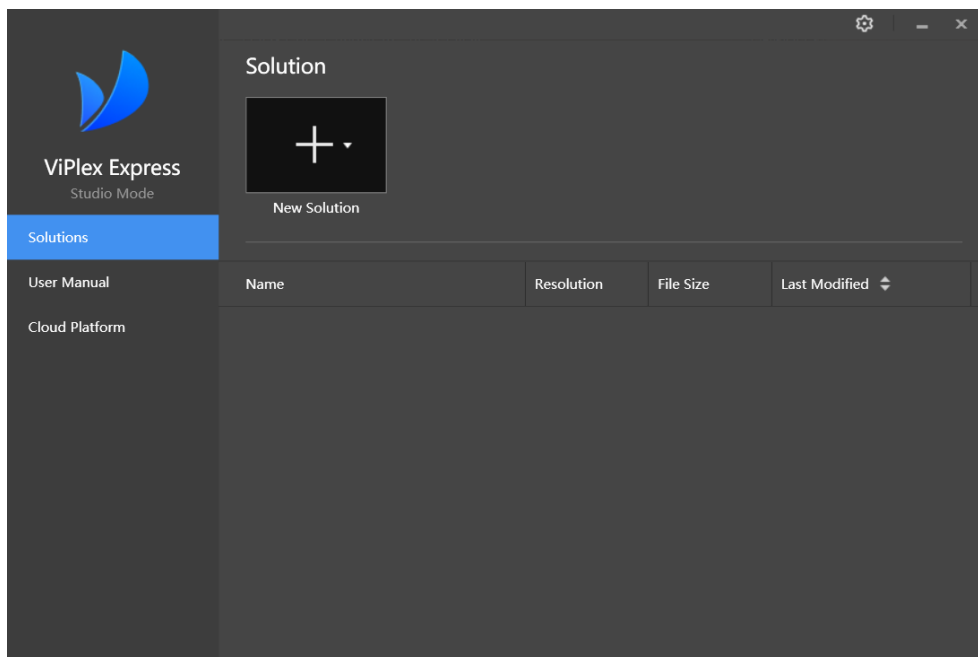 Solution
ViPlex Express
Studio Mode
New Solution
Solutions
User Manual
Cloud Platform
Name Resolution File Size Last Modified